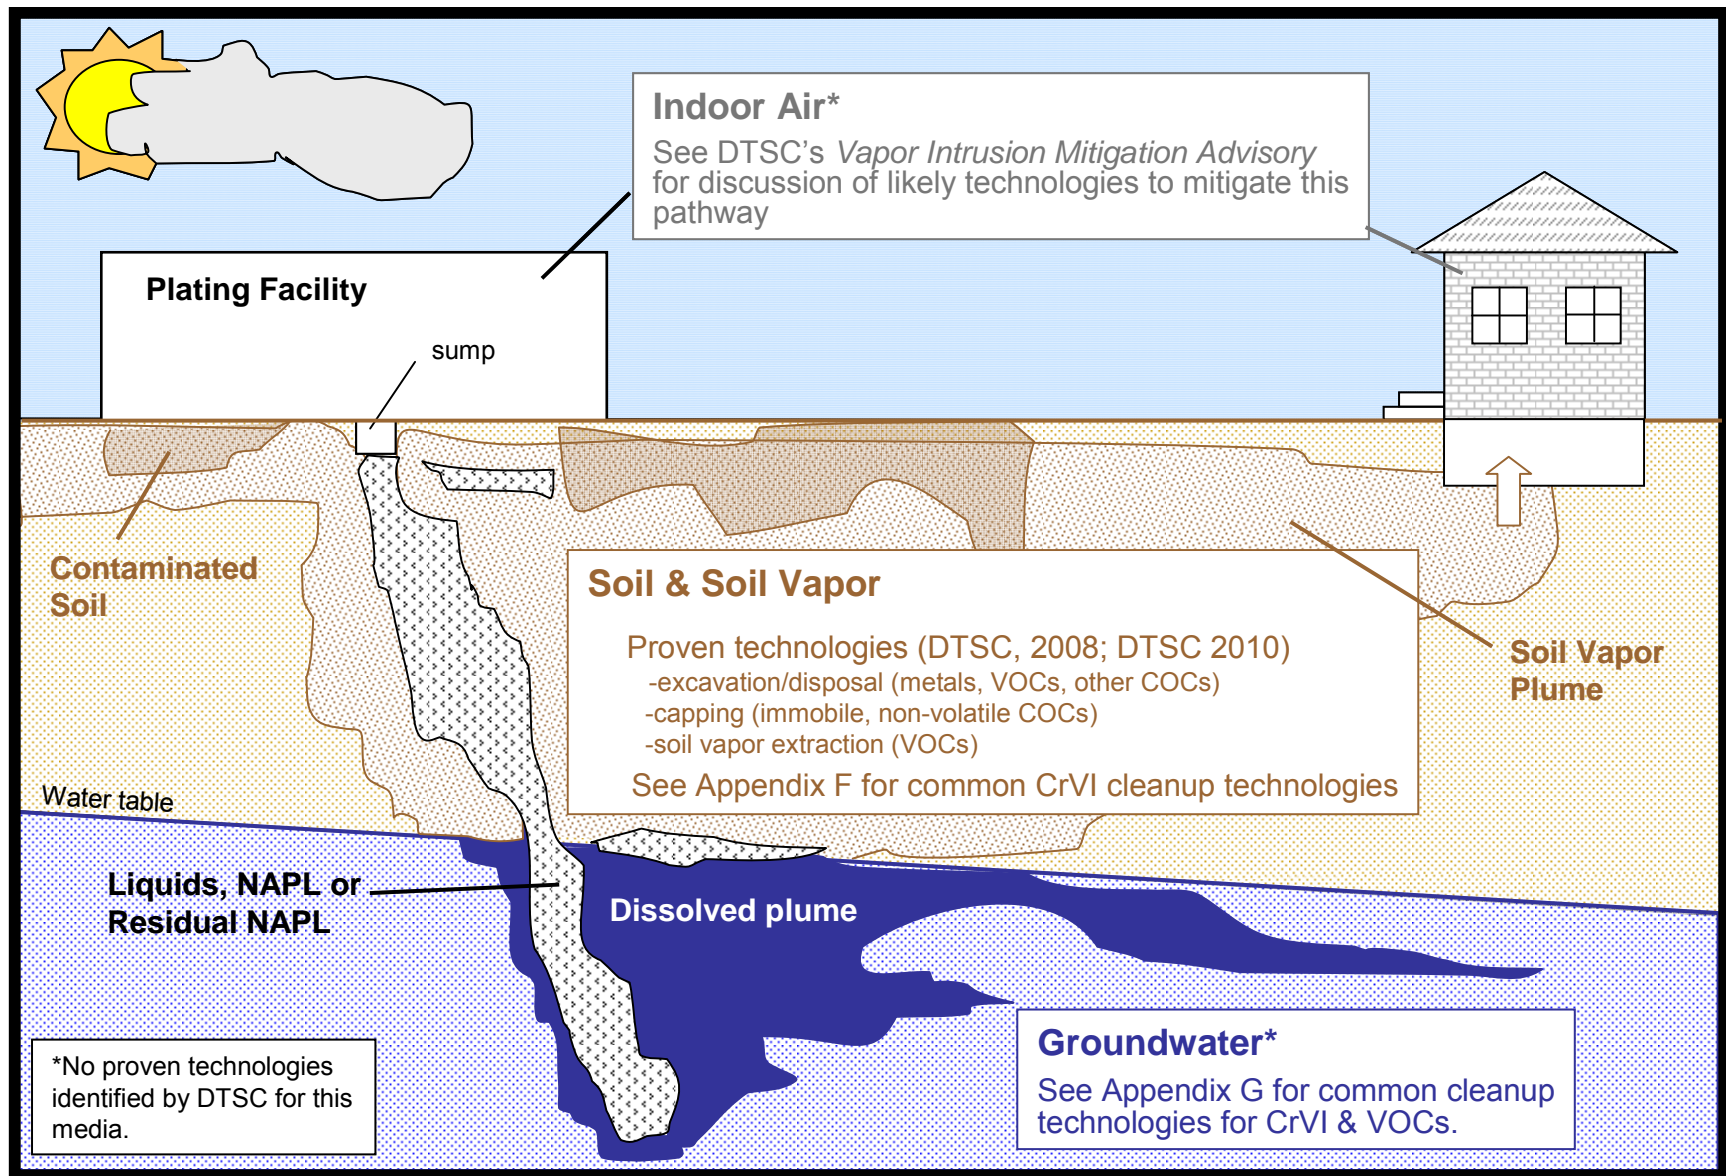 Indoor Air*
See DTSC's Vapor Intrusion Mitigation Advisory
for discussion of likely technologies to mitigate this
pathway
Plating Facility
sump
Contaminated
Soil
Soil & Soil Vapor
Proven technologies (DTSC, 2008; DTSC 2010)
-excavation/disposal (metals, VOCs, other COCs)
-capping (immobile, non-volatile COCs)
-soil vapor extraction (VOCs)
See Appendix F for common CrVI cleanup technologies
Soil Vapor
Plume
Water table
Liquids, NAPL or
Residual NAPL
Dissolved plume
Groundwater*
See Appendix G for common cleanup
technologies for CrVI & VOCs.
*No proven technologies
identified by DTSC for this
media.